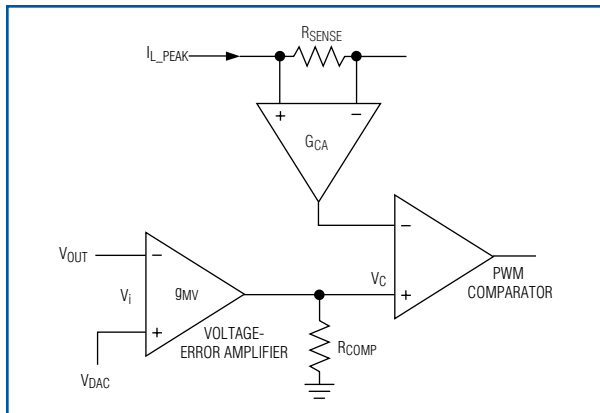 R_SENSE
I_L_PEAK
+
−
G_CA
−
V_OUT
−
V_C
PWM
COMPARATOR
V_i
g_MV
+
+
VOLTAGE-
ERROR AMPLIFIER
R_COMP
V_DAC